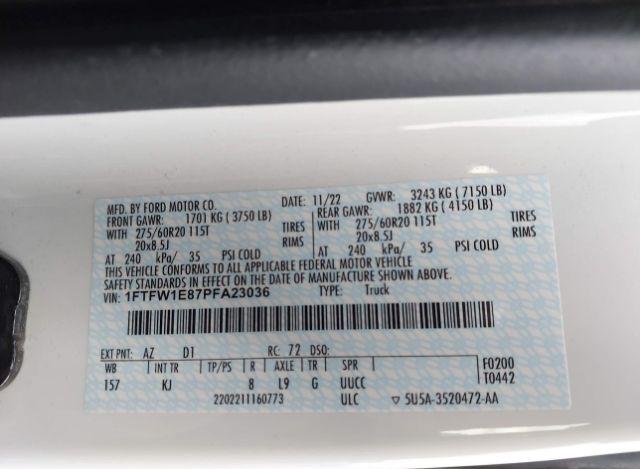 MFD. BY FORD MOTOR CO. DATE: 11/22 GVWR: 3243 KG ( 7150 LB)
FRONT GAWR: 1701 KG ( 3750 LB) REAR GAWR: 1882 KG ( 4150 LB)
WITH 275/60R20 115T TIRES WITH 275/60R20 115T TIRES
20x8.5J RIMS 20x8.5J RIMS
AT 240 kPa/ 35 PSI COLD AT 240 kPa/ 35 PSI COLD
THIS VEHICLE CONFORMS TO ALL APPLICABLE FEDERAL MOTOR VEHICLE
SAFETY STANDARDS IN EFFECT ON THE DATE OF MANUFACTURE SHOWN ABOVE.
VIN: 1FTFW1E87PFA23036 TYPE: Truck
EXT PNT: AZ D1 RC: 72 DSO:
WB INT TR TP/PS R AXLE TR SPR F0200
157 KJ 8 L9 G UUCC T0442
2202211160773 ULC ▽ 5U5A-3520472-AA